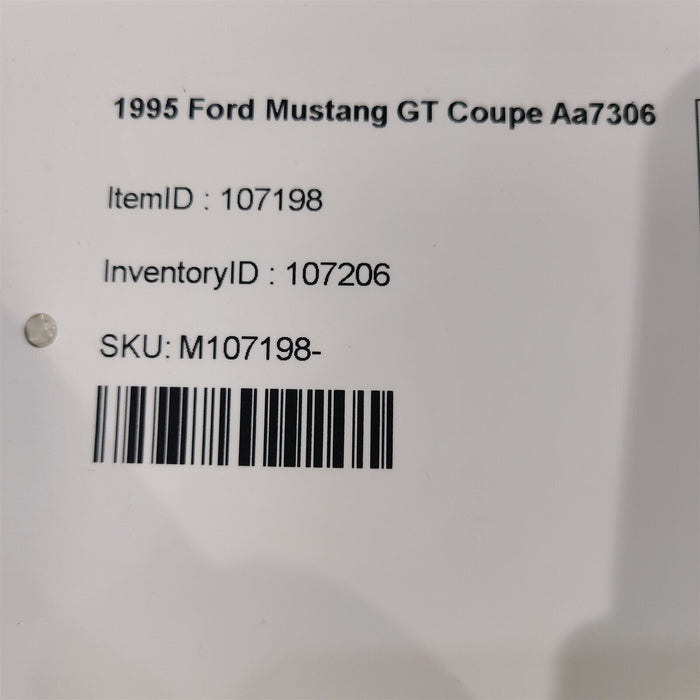 1995 Ford Mustang GT Coupe Aa7306
ItemID : 107198
InventoryID : 107206
SKU: M107198-